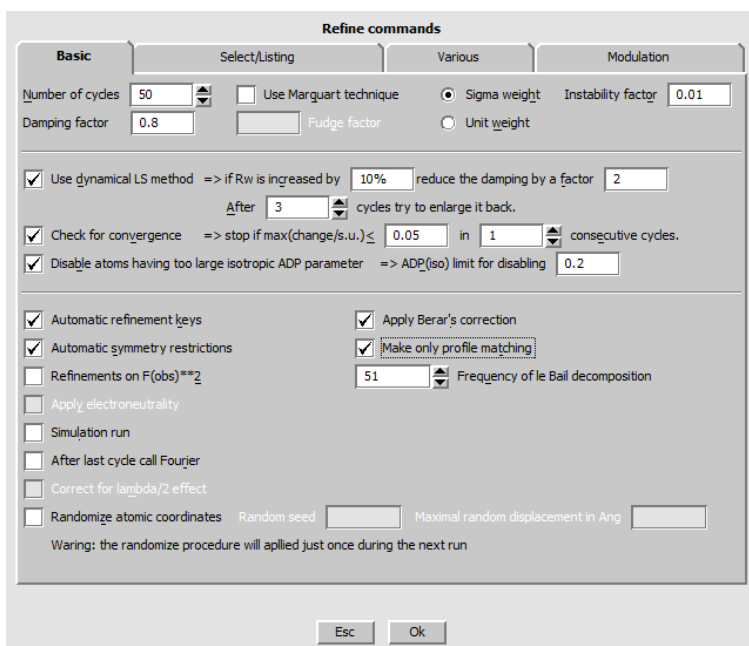 Refine commands
Basic Select/Listing Various Modulation
Number of cycles 50 Use Marquart technique Sigma weight Instability factor 0.01
Damping factor 0.8 Fudge factor Unit weight
Use dynamical LS method => if Rw is increased by 10% reduce the damping by a factor 2
After 3 cycles try to enlarge it back.
Check for convergence => stop if max(change/s.u.)< 0.05 in 1 consecutive cycles.
Disable atoms having too large isotropic ADP parameter => ADP(iso) limit for disabling 0.2
Automatic refinement keys Apply Berar's correction
Automatic symmetry restrictions Make only profile matching
Refinements on F(obs)**2 51 Frequency of le Bail decomposition
Apply electroneutrality
Simulation run
After last cycle call Fourier
Correct for lambda/2 effect
Randomize atomic coordinates Random seed Maximal random displacement in Ang
Waring: the randomize procedure will apllied just once during the next run
Esc Ok